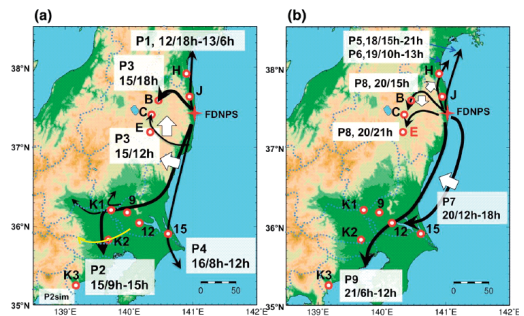 (a)
P1, 12/18h-13/6h
P3
15/18h
H
J
B
C
FDNPS
E
P3
15/12h
K1
9
12
K2
15
P4
16/8h-12h
P2
15/9h-15h
K3
P2sim
38°N
37°N
36°N
35°N
139°E
140°E
141°E
0
50
(b)
P5,18/15h-21h
P6,19/10h-13h
H
P8, 20/15h
J
B
C
FDNPS
E
P8, 20/21h
P7
20/12h-18h
K1
9
12
15
K2
P9
21/6h-12h
K3
38°N
37°N
36°N
35°N
139°E
140°E
141°E
0
50